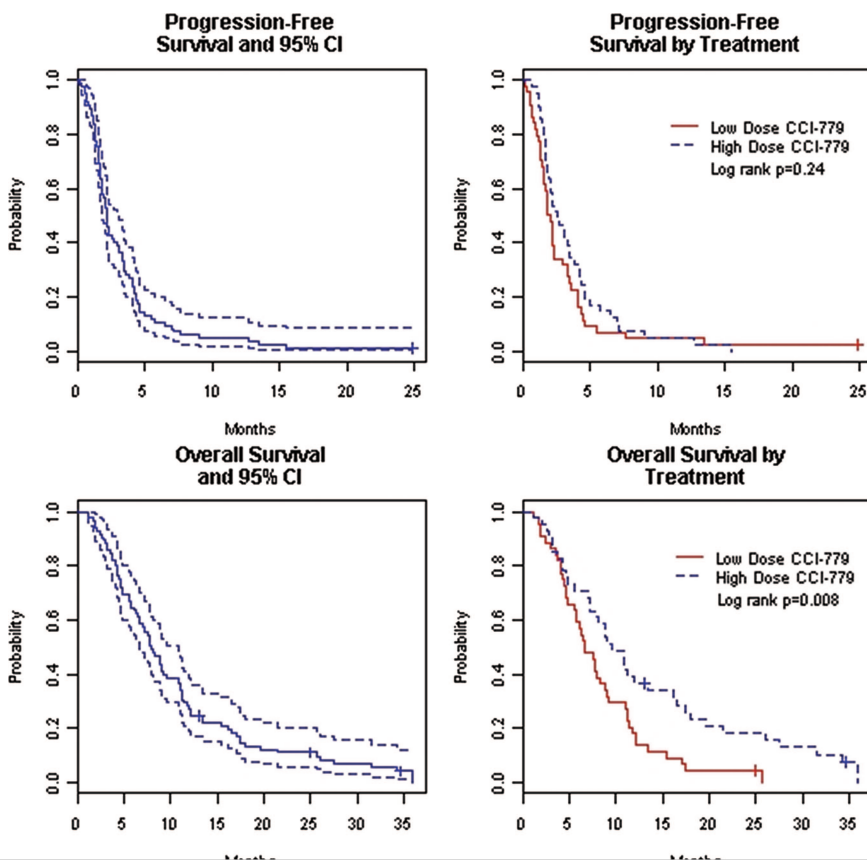 Progression-Free
Survival and 95% CI
Probability
1.0
0.8
0.6
0.4
0.2
0.0
0 5 10 15 20 25
Months
Progression-Free
Survival by Treatment
Probability
1.0
0.8
0.6
0.4
0.2
0.0
Low Dose CCI-779
High Dose CCI-779
Log rank p=0.24
0 5 10 15 20 25
Months
Overall Survival
and 95% CI
Probability
1.0
0.8
0.6
0.4
0.2
0.0
0 5 10 15 20 25 30 35
Months
Overall Survival by
Treatment
Probability
1.0
0.8
0.6
0.4
0.2
0.0
Low Dose CCI-779
High Dose CCI-779
Log rank p=0.008
0 5 10 15 20 25 30 35
Months